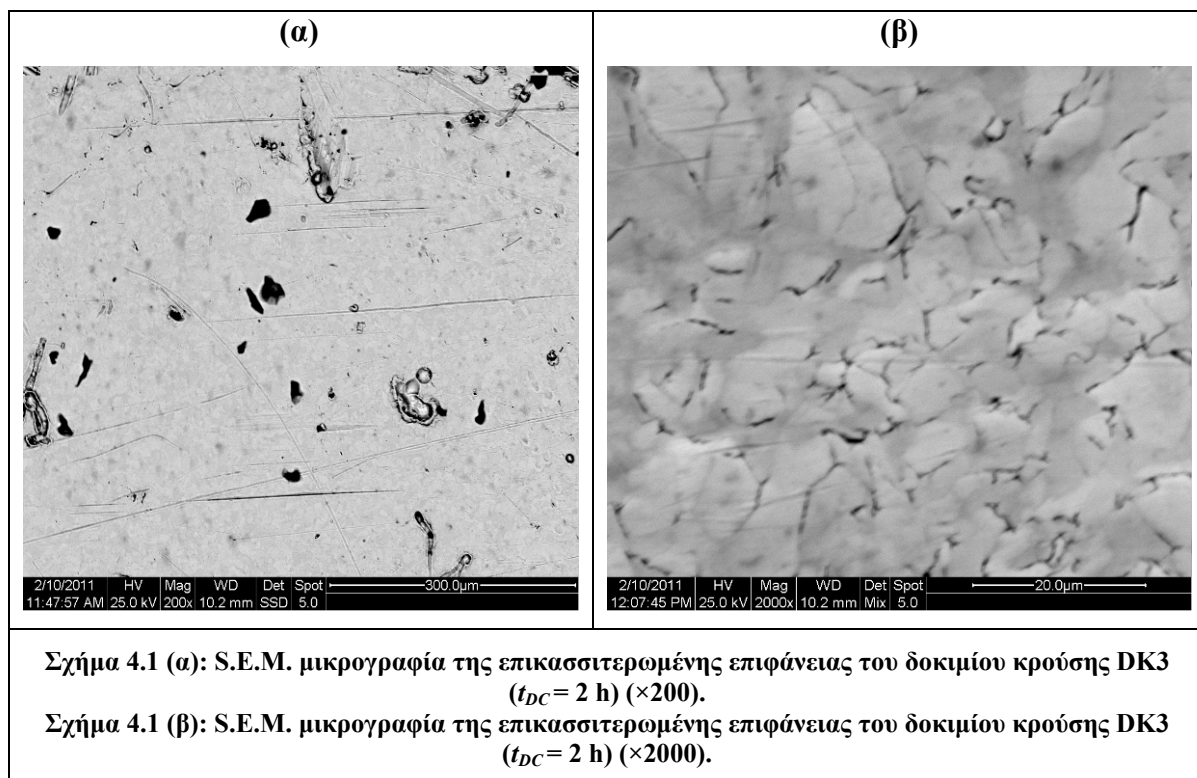 (α)
(β)
2/10/2011 HV Mag WD Det Spot 300.0μm
11:47:57 AM 25.0 kV 200x 10.2 mm SSD 5.0
2/10/2011 HV Mag WD Det Spot 20.0μm
12:07:45 PM 25.0 kV 2000x 10.2 mm Mix 5.0
Σχήμα 4.1 (α): S.E.M. μικρογραφία της επικασσιτερωμένης επιφάνειας του δοκιμίου κρούσης DK3
(tDC = 2 h) (×200).
Σχήμα 4.1 (β): S.E.M. μικρογραφία της επικασσιτερωμένης επιφάνειας του δοκιμίου κρούσης DK3
(tDC = 2 h) (×2000).